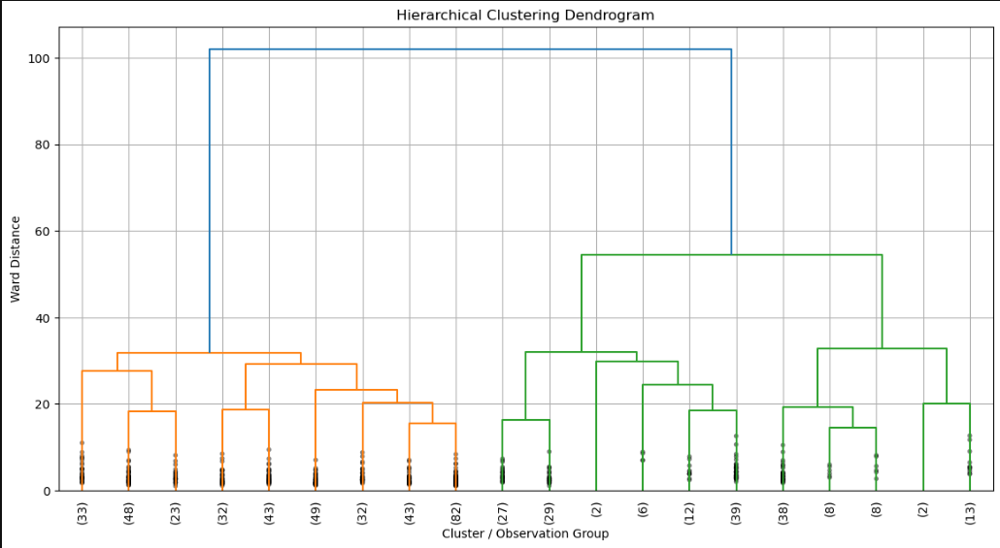 Hierarchical Clustering Dendrogram
100
80
60
40
20
0
Ward Distance
(33) (48) (23) (32) (43) (49) (32) (43) (82) (27) (29) (2) (6) (12) (39) (38) (8) (8) (2) (13)
Cluster / Observation Group